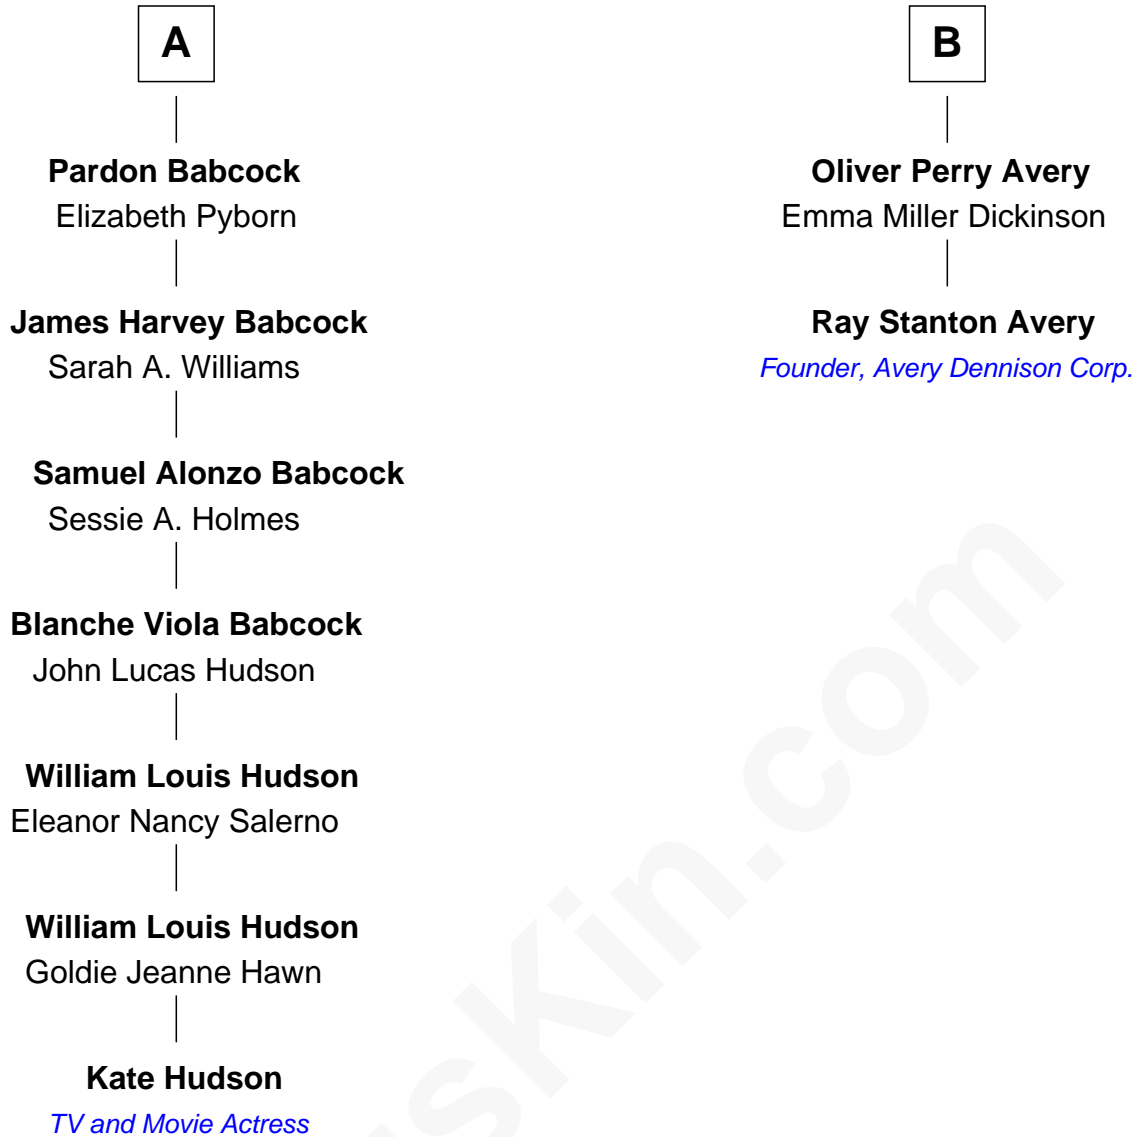 A
Pardon Babcock
Elizabeth Pyborn
James Harvey Babcock
Sarah A. Williams
Samuel Alonzo Babcock
Sessie A. Holmes
Blanche Viola Babcock
John Lucas Hudson
William Louis Hudson
Eleanor Nancy Salerno
William Louis Hudson
Goldie Jeanne Hawn
Kate Hudson
TV and Movie Actress
B
Oliver Perry Avery
Emma Miller Dickinson
Ray Stanton Avery
Founder, Avery Dennison Corp.
usKin.com